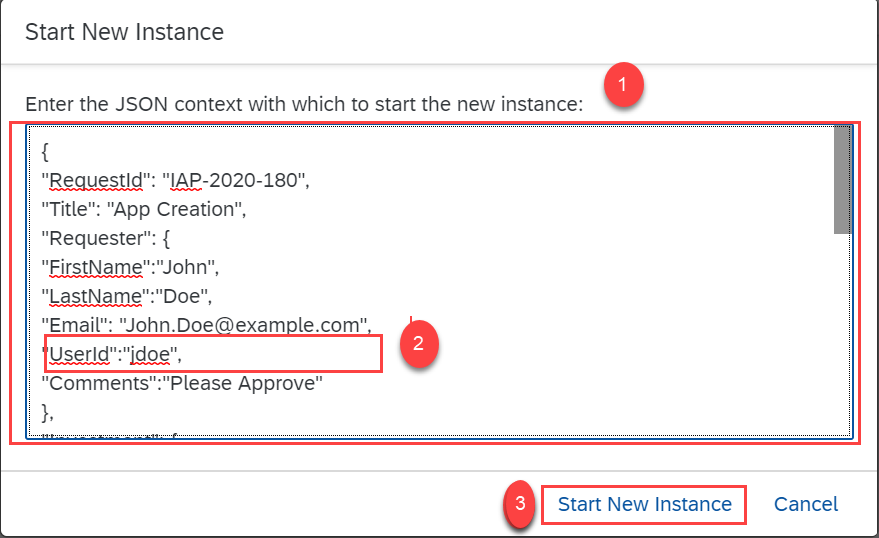 Start New Instance
Enter the JSON context with which to start the new instance:
1
{
"RequestId": "IAP-2020-180",
"Title": "App Creation",
"Requester": {
"FirstName":"John",
"LastName":"Doe",
"Email": "John.Doe@example.com",
2
"UserId":"jdoe",
"Comments":"Please Approve"
},
3
Start New Instance
Cancel